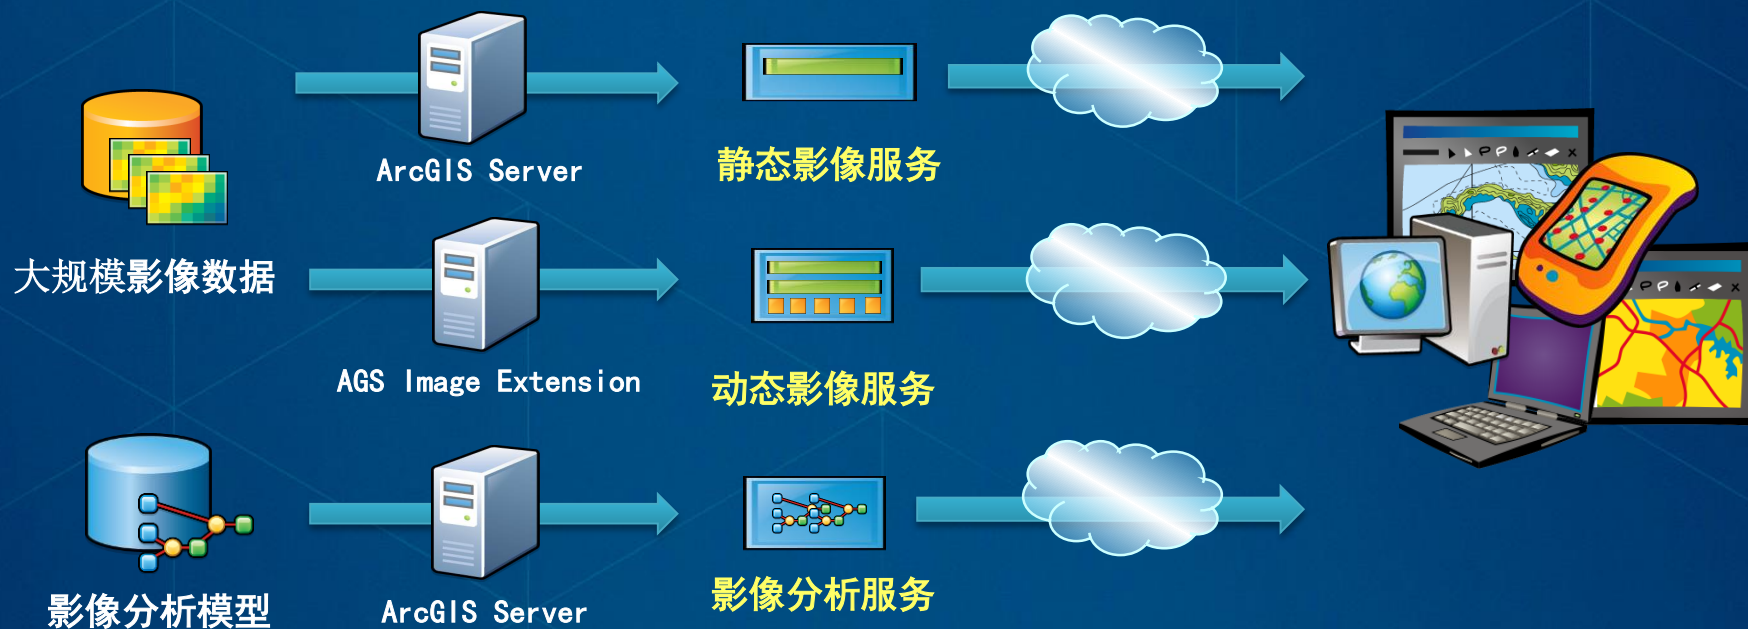 ArcGIS Server
静态影像服务
大规模影像数据
AGS Image Extension
动态影像服务
影像分析模型
ArcGIS Server
影像分析服务